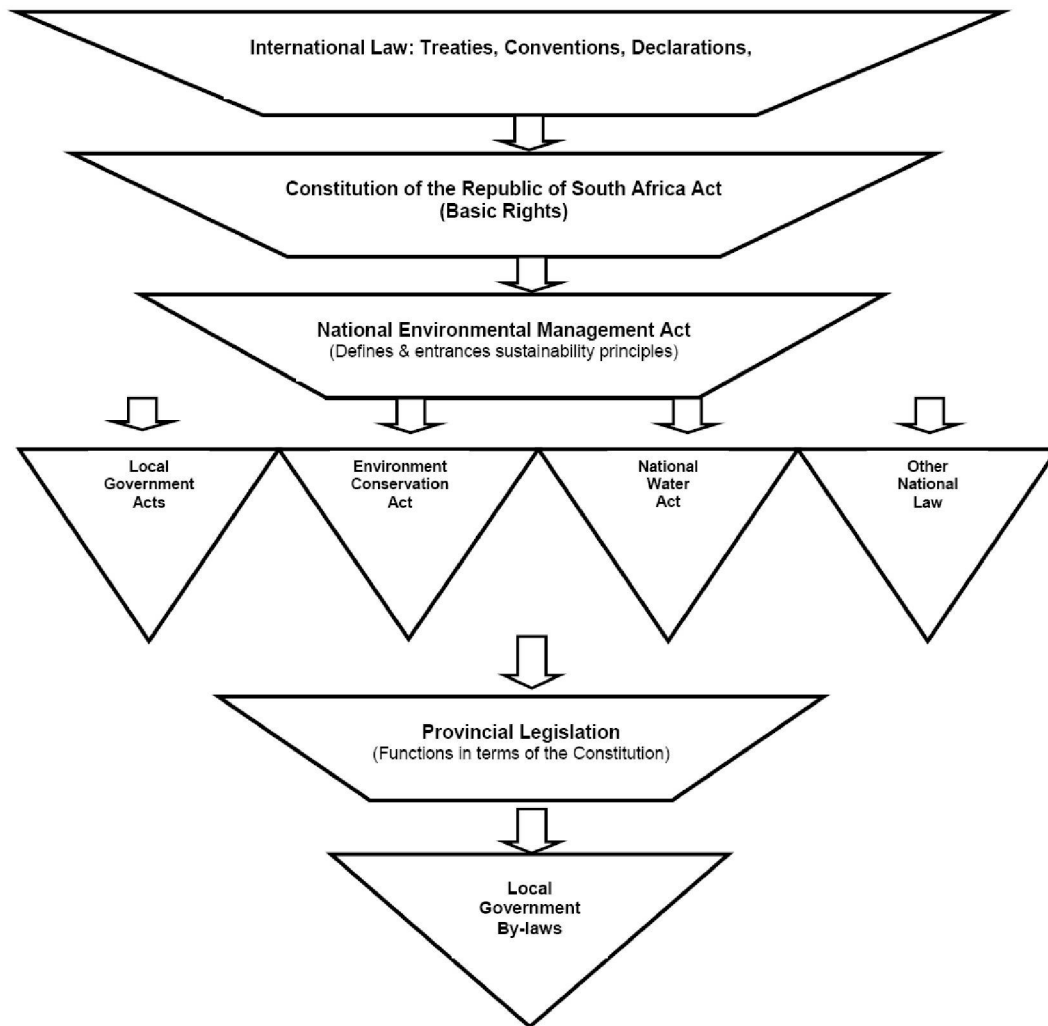 International Law: Treaties, Conventions, Declarations,
Constitution of the Republic of South Africa Act
(Basic Rights)
National Environmental Management Act
(Defines & entrances sustainability principles)
Local
Government
Acts
Environment
Conservation
Act
National
Water
Act
Other
National
Law
Provincial Legislation
(Functions in terms of the Constitution)
Local
Government
By-laws